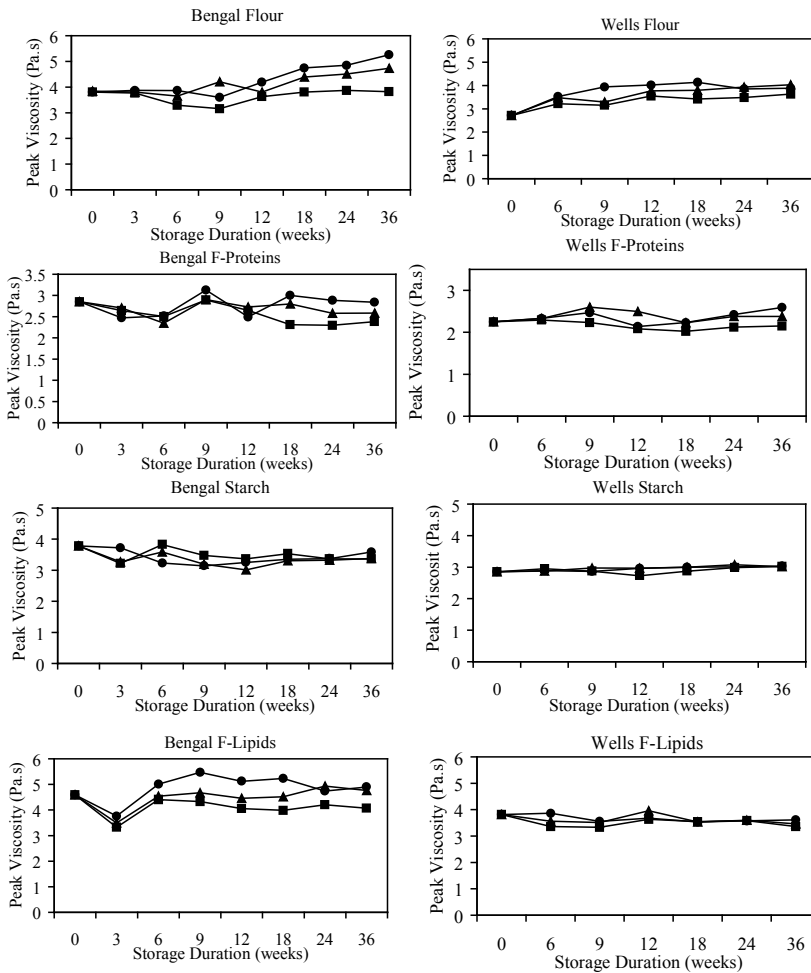 Bengal Flour
Peak Viscosity (Pa.s)
6
5
4
3
2
1
0
0 3 6 9 12 18 24 36
Storage Duration (weeks)
Wells Flour
Peak Viscosity (Pa.s)
6
5
4
3
2
1
0
0 6 9 12 18 24 36
Storage Duration (weeks)
Bengal F-Proteins
Peak Viscosity (Pa.s)
3.5
3
2.5
2
1.5
1
0.5
0
0 3 6 9 12 18 24 36
Storage Duration (weeks)
Wells F-Proteins
Peak Viscosity (Pa.s)
3
2
1
0
0 6 9 12 18 24 36
Storage Duration (weeks)
Bengal Starch
Peak Viscosity (Pa.s)
5
4
3
2
1
0
0 3 6 9 12 18 24 36
Storage Duration (weeks)
Wells Starch
Peak Viscosit (Pa.s)
5
4
3
2
1
0
0 6 9 12 18 24 36
Storage Duration (weeks)
Bengal F-Lipids
Peak Viscosity (Pa.s)
6
5
4
3
2
1
0
0 3 6 9 12 18 24 36
Storage Duration (weeks)
Wells F-Lipids
Peak Viscosity (Pa.s)
6
5
4
3
2
1
0
0 6 9 12 18 24 36
Storage Duration (weeks)